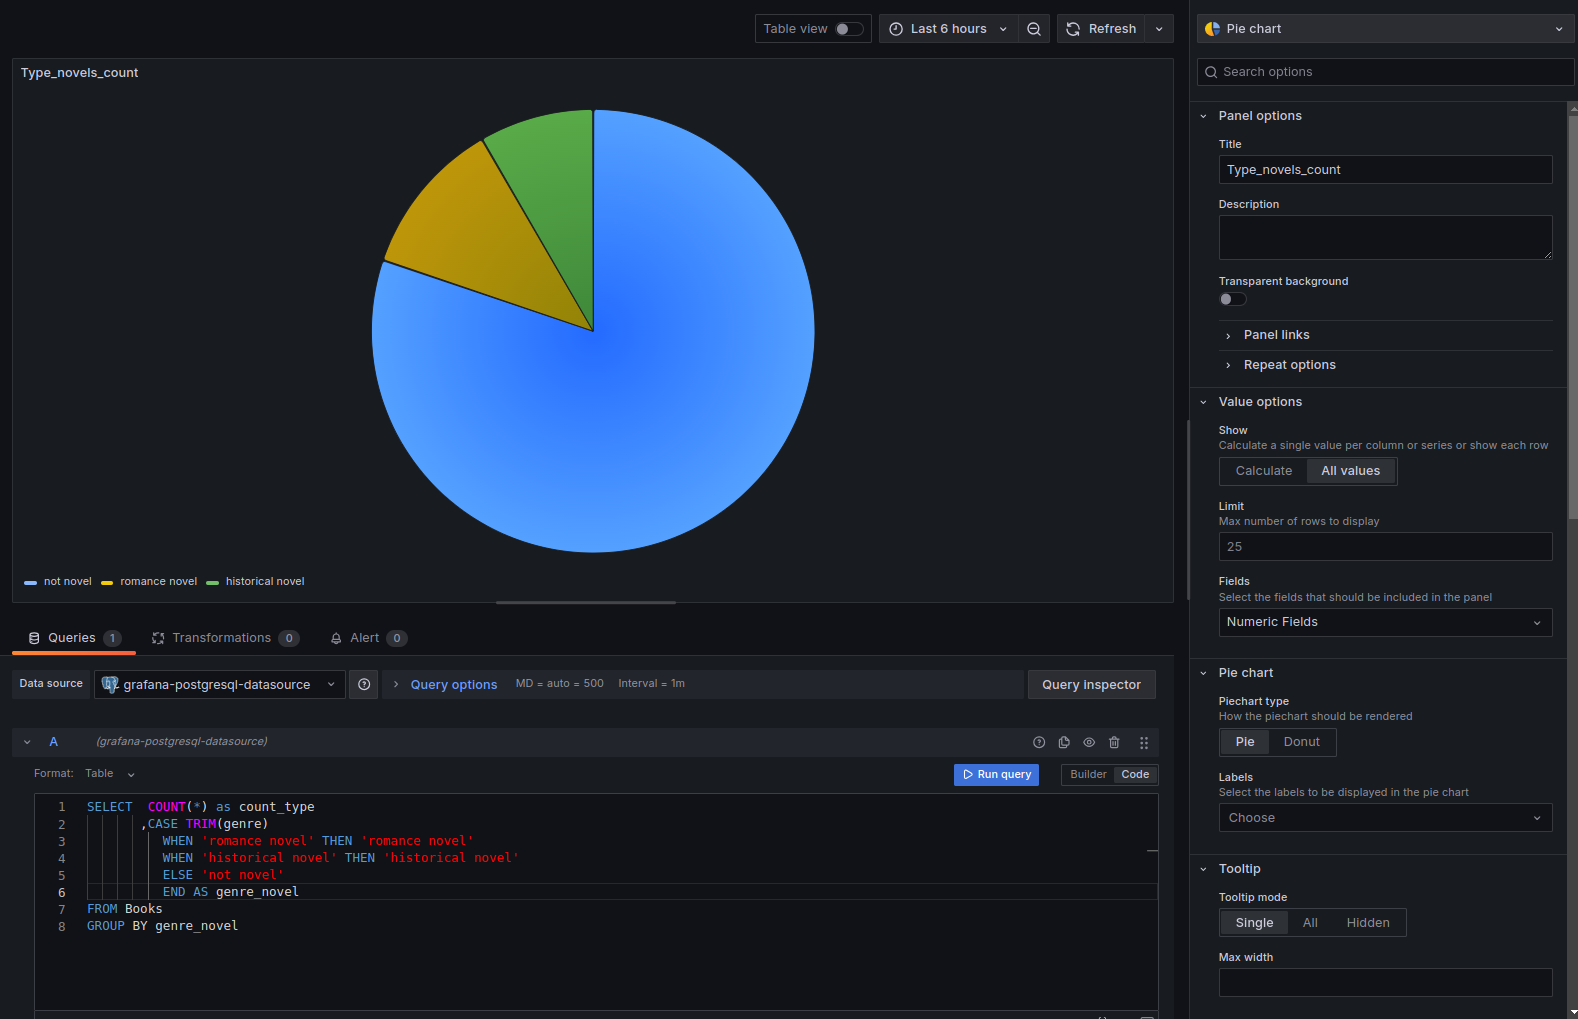 Table view
Last 6 hours
Refresh
Pie chart
Search options
Type_novels_count
not novel
romance novel
historical novel
Panel options
Title
Type_novels_count
Description
Transparent background
Panel links
Repeat options
Value options
Show
Calculate a single value per column or series or show each row
Calculate All values
Limit
Max number of rows to display
25
Fields
Select the fields that should be included in the panel
Numeric Fields
Pie chart
Piechart type
How the piechart should be rendered
Pie Donut
Labels
Select the labels to be displayed in the pie chart
Choose
Tooltip
Tooltip mode
Single All Hidden
Max width
Queries 1 Transformations 0 Alert 0
Data source grafana-postgresql-datasource Query options MD = auto = 500 Interval = 1m Query inspector
A (grafana-postgresql-datasource)
Format: Table Run query Builder Code
1 SELECT  COUNT(*) as count_type
2 ,CASE TRIM(genre)
3 WHEN 'romance novel' THEN 'romance novel'
4 WHEN 'historical novel' THEN 'historical novel'
5 ELSE 'not novel'
6 END AS genre_novel
7 FROM Books
8 GROUP BY genre_novel